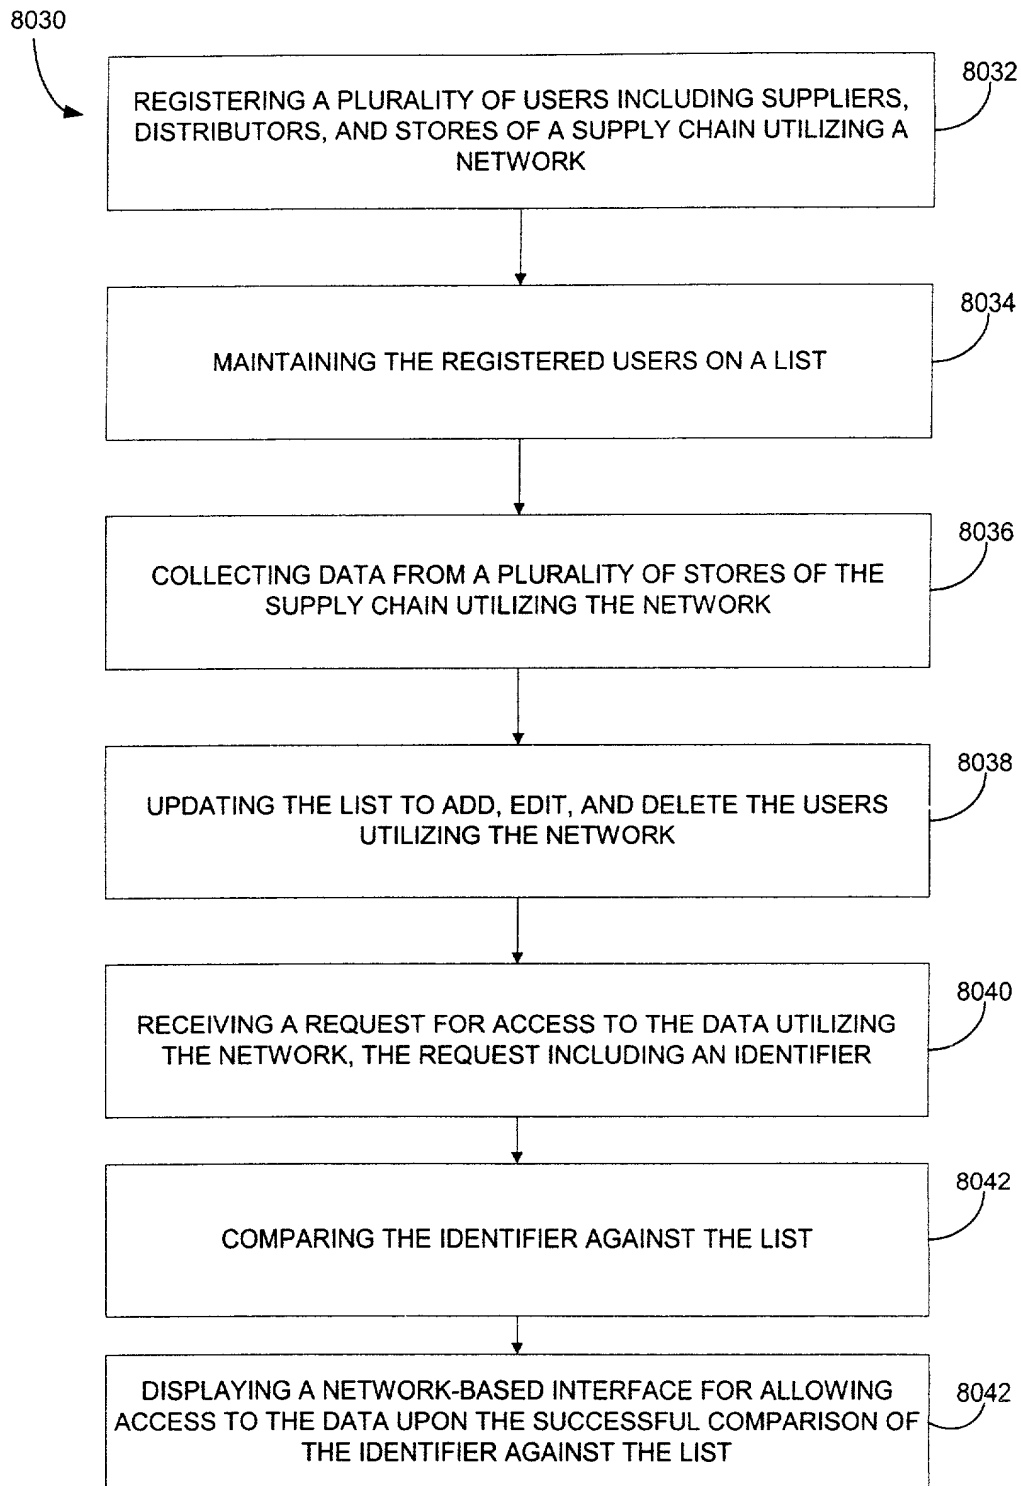 8030
8032
REGISTERING A PLURALITY OF USERS INCLUDING SUPPLIERS,
DISTRIBUTORS, AND STORES OF A SUPPLY CHAIN UTILIZING A
NETWORK
8034
MAINTAINING THE REGISTERED USERS ON A LIST
8036
COLLECTING DATA FROM A PLURALITY OF STORES OF THE
SUPPLY CHAIN UTILIZING THE NETWORK
8038
UPDATING THE LIST TO ADD, EDIT, AND DELETE THE USERS
UTILIZING THE NETWORK
8040
RECEIVING A REQUEST FOR ACCESS TO THE DATA UTILIZING
THE NETWORK, THE REQUEST INCLUDING AN IDENTIFIER
8042
COMPARING THE IDENTIFIER AGAINST THE LIST
8042
DISPLAYING A NETWORK-BASED INTERFACE FOR ALLOWING
ACCESS TO THE DATA UPON THE SUCCESSFUL COMPARISON OF
THE IDENTIFIER AGAINST THE LIST